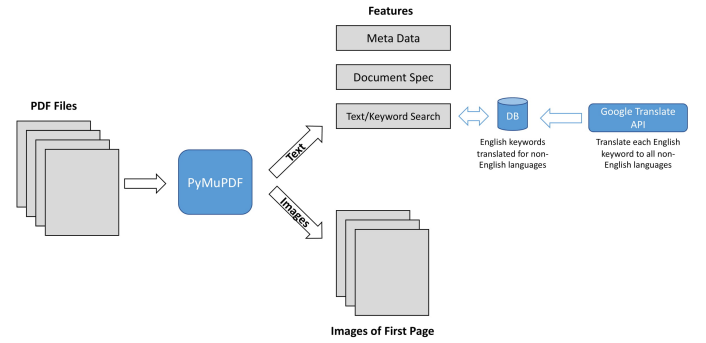 Features
Meta Data
Document Spec
Text/Keyword Search
PDF Files
PyMuPDF
Text
Images
DB
English keywords
translated for non-
English languages
Google Translate
API
Translate each English
keyword to all non-
English languages
Images of First Page